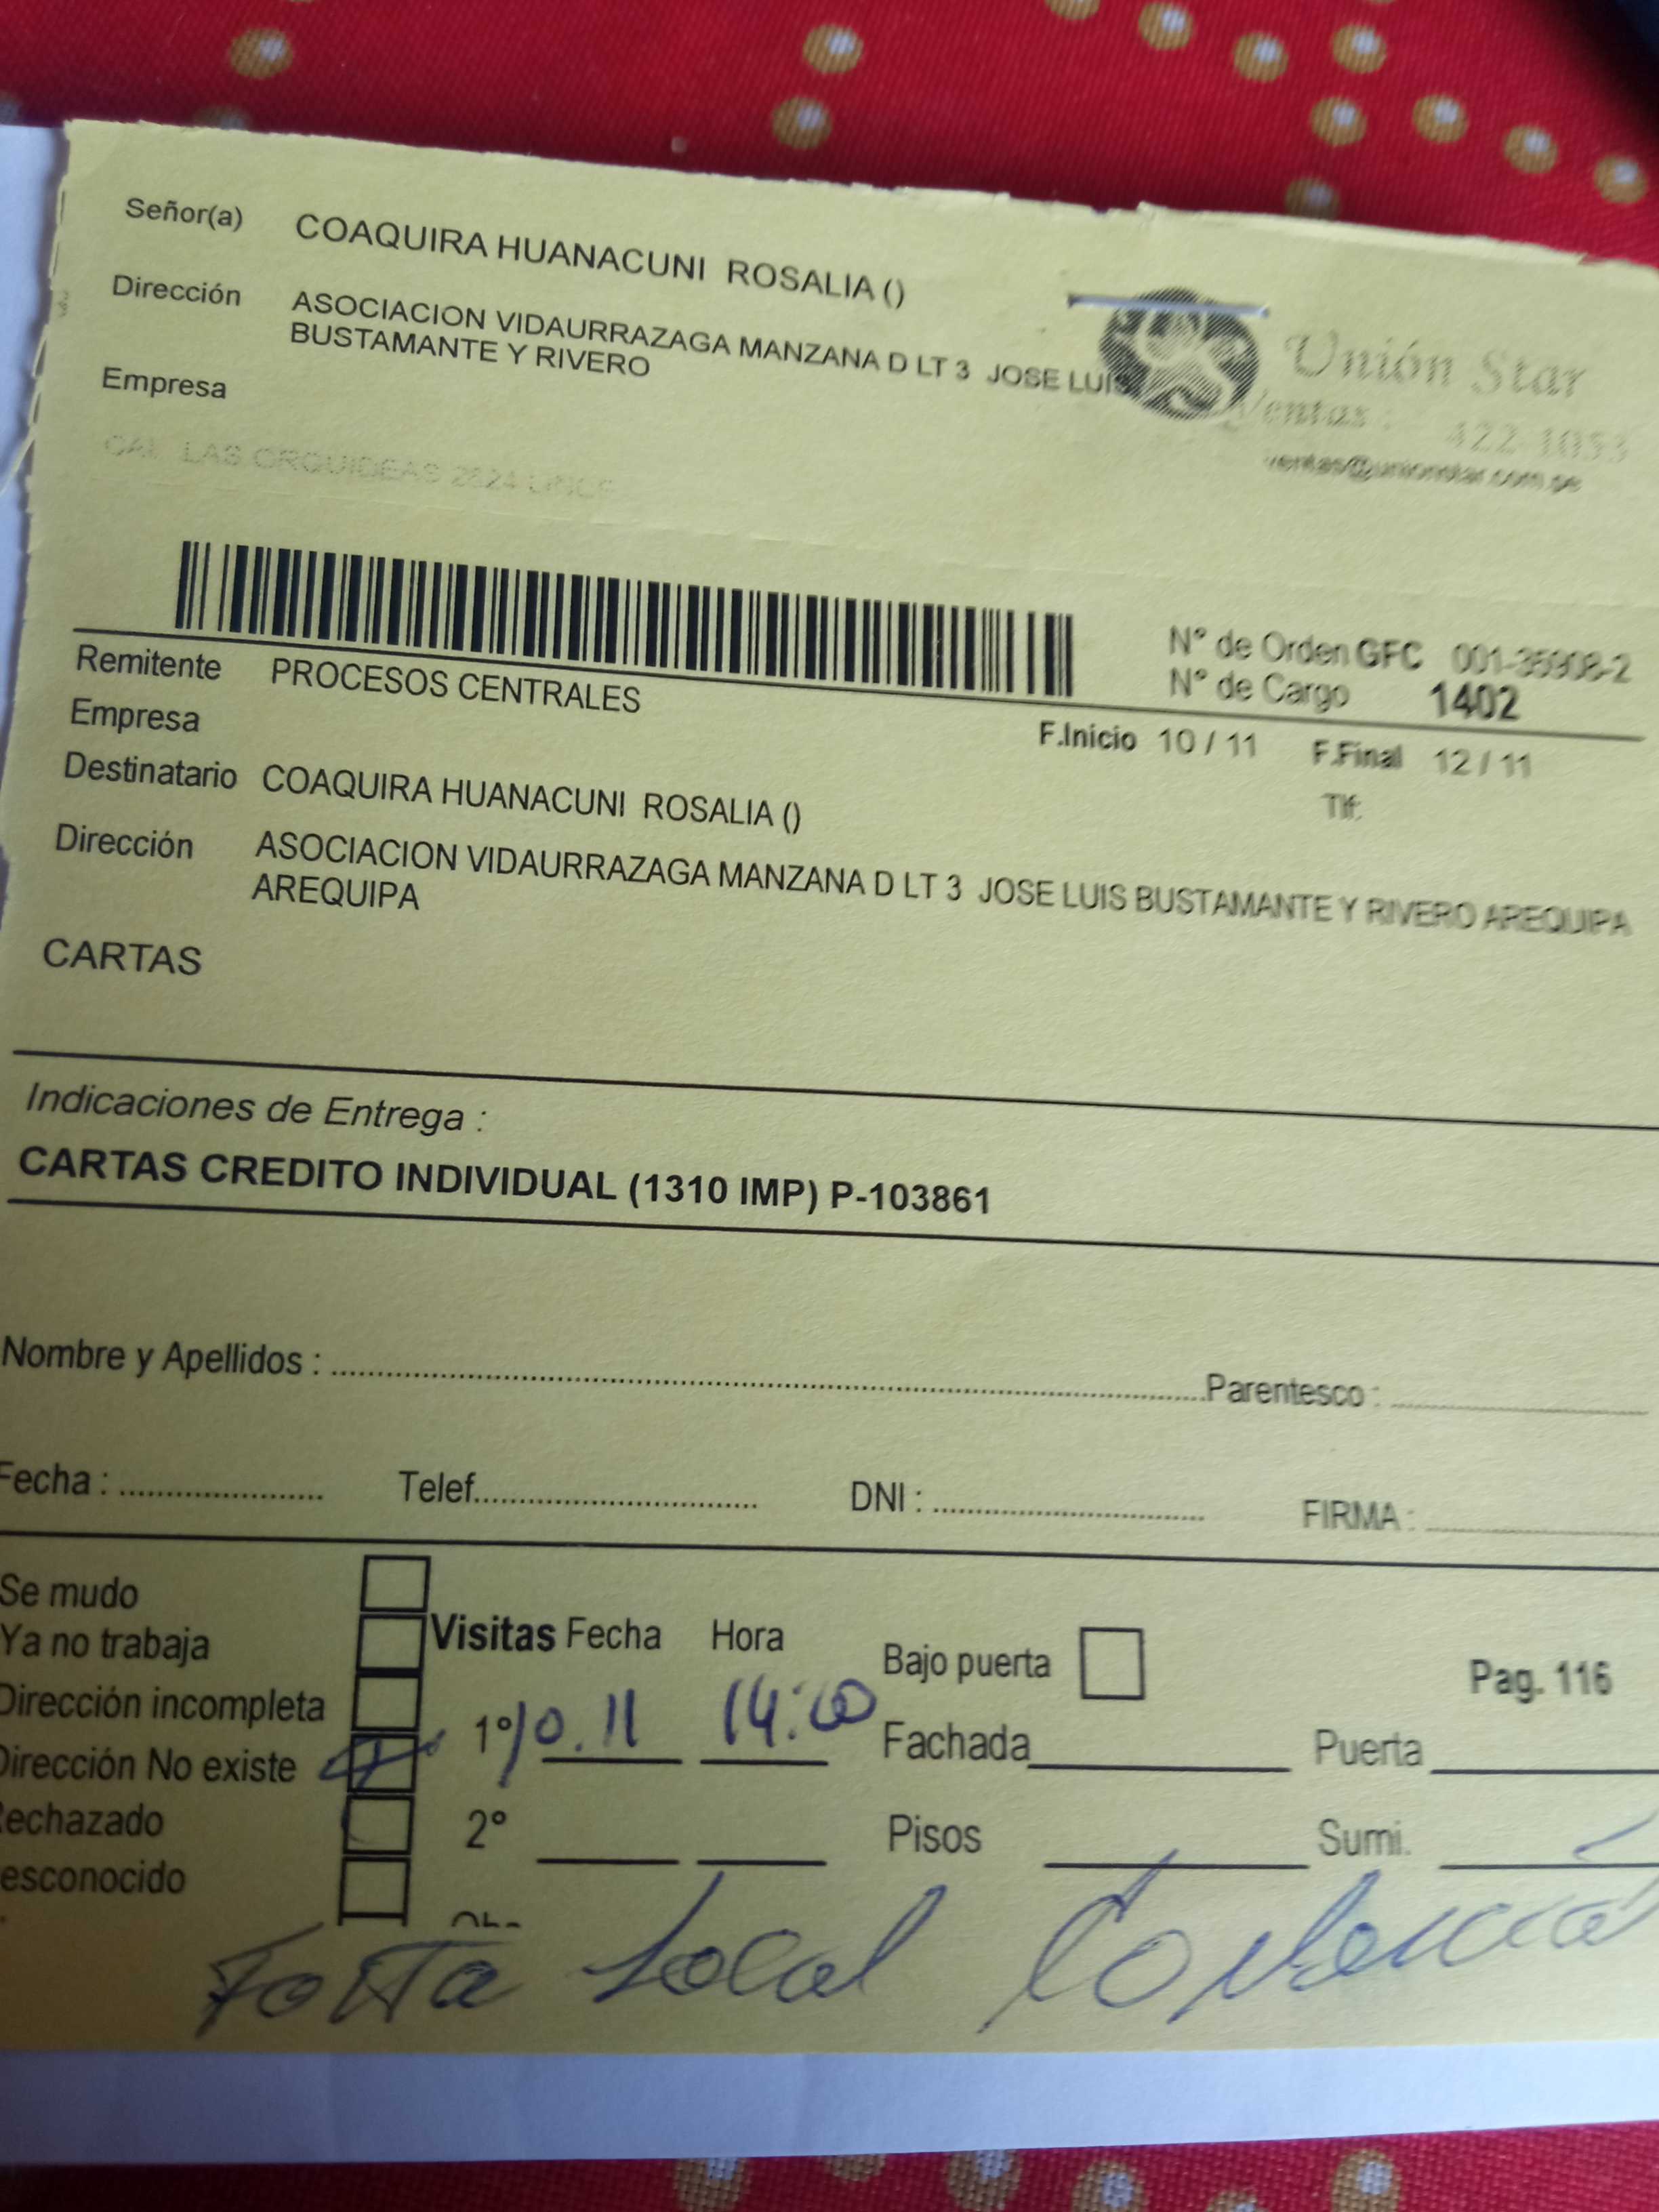 Señor(a) COAQUIRA HUANACUNI ROSALIA ()
Dirección ASOCIACION VIDAURRAZAGA MANZANA D LT 3 JOSE LUIS
BUSTAMANTE Y RIVERO
Empresa
Unión Star
Ventas : 422-1053
ventas@unionstar.com.pe
CAL LAS ORQUIDEAS 2624
N° de Orden GFC 001-35908-2
N° de Cargo 1402
Remitente PROCESOS CENTRALES
Empresa
F.Inicio 10 / 11 F.Final 12 / 11
Destinatario COAQUIRA HUANACUNI ROSALIA ()
Tlf:
Dirección ASOCIACION VIDAURRAZAGA MANZANA D LT 3 JOSE LUIS BUSTAMANTE Y RIVERO AREQUIPA
AREQUIPA
CARTAS
Indicaciones de Entrega :
CARTAS CREDITO INDIVIDUAL (1310 IMP) P-103861
Nombre y Apellidos : Parentesco :
Fecha : Telef. DNI : FIRMA :
Se mudo
Ya no trabaja
Dirección incompleta
Dirección No existe
Rechazado
Desconocido
Visitas Fecha Hora
1° 10.11 14:00
2°
Bajo puerta
Pag. 116
Fachada Puerta
Pisos Sumi.
Falta local